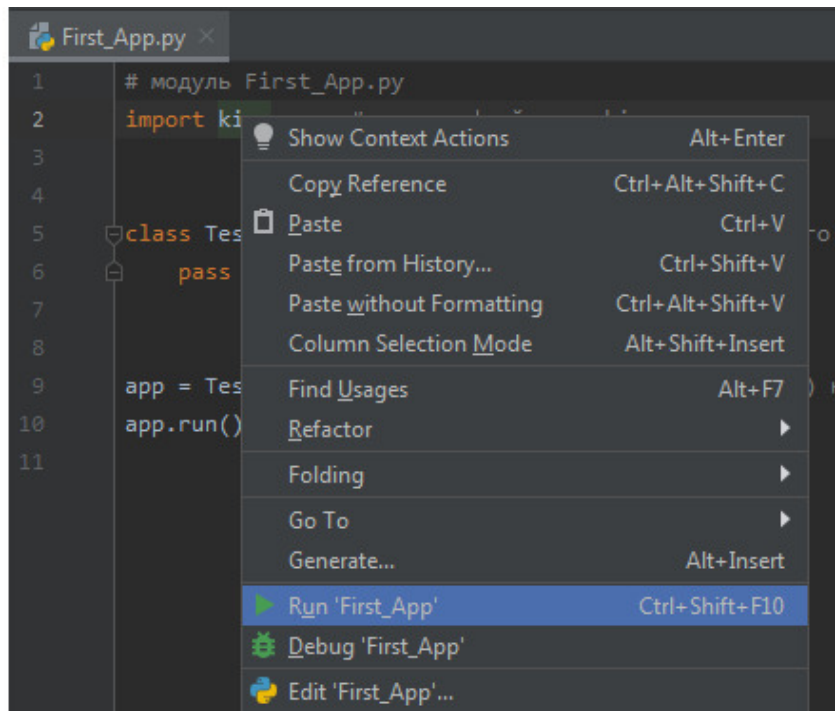 First_App.py
1 # модуль First_App.py
2 import
3
4
5 class
6 pass
7
8
9 app =
10 app.run()
11
Show Context Actions Alt+Enter
Copy Reference Ctrl+Alt+Shift+C
Paste Ctrl+V
Paste from History... Ctrl+Shift+V
Paste without Formatting Ctrl+Alt+Shift+V
Column Selection Mode Alt+Shift+Insert
Find Usages Alt+F7
Refactor
Folding
Go To
Generate... Alt+Insert
Run 'First_App' Ctrl+Shift+F10
Debug 'First_App'
Edit 'First_App'...